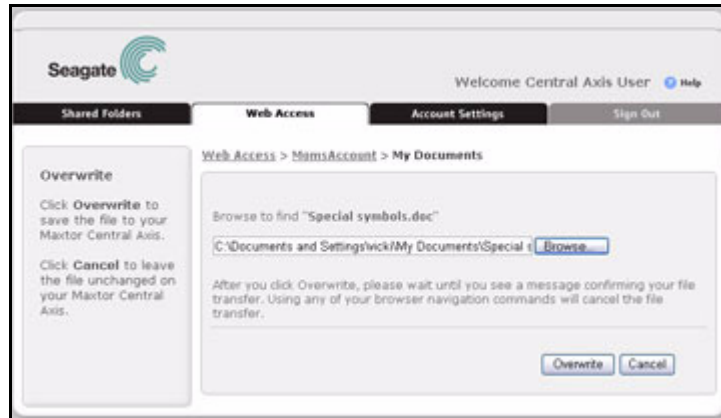 Seagate
Welcome Central Axis User ? Help
Shared Folders Web Access Account Settings Sign Out
Web Access > MomsAccount > My Documents
Overwrite
Click Overwrite to
save the file to your
Maxtor Central Axis.
Click Cancel to leave
the file unchanged on
your Maxtor Central
Axis.
Browse to find "Special symbols.doc"
C:\Documents and Settings\vicki\My Documents\Special s Browse...
After you click Overwrite, please wait until you see a message confirming your file
transfer. Using any of your browser navigation commands will cancel the file
transfer.
Overwrite Cancel